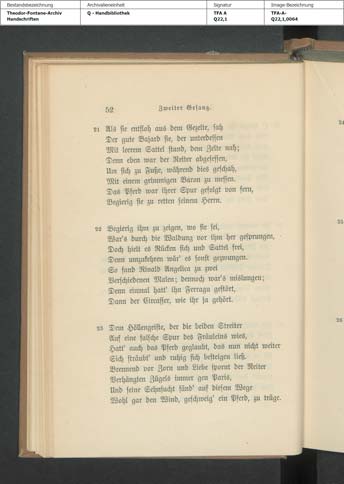 Bestandsbezeichnung
Theodor-Fontane-Archiv
Handschriften
Archivalieneinheit
Q - Handbibliothek
Signatur
TFA A
Q22,1
Image-Bezeichnung
TFA-A-
Q22,1,0064
52 Zweiter Gesang.
21 Als sie entfloh aus dem Gezelte, sah
Der gute Bajard sie, der unterdessen
Mit leerem Sattel stand, dem Zelte nah;
Denn eben war der Reiter abgesessen,
Um sich zu Fuße, während dies geschah,
Mit einem grimmigen Baron zu messen.
Das Pferd war ihrer Spur gefolgt von fern,
Begierig sie zu retten seinem Herrn.
22 Begierig ihm zu zeigen, wo sie sei,
War's durch die Waldung vor ihm her gesprungen,
Doch hielt es Rücken sich und Sattel frei,
Denn umzukehren wär' es sonst gezwungen.
So fand Rinald Angelica zu zwei
Verschiedenen Malen; dennoch war's mislungen;
Denn einmal hatt' ihn Ferragu gestört,
Dann der Circasser, wie ihr ja gehört.
23 Dem Höllengeiste, der die beiden Streiter
Auf eine falsche Spur des Fräuleins wies,
Hatt' auch das Pferd geglaubt, das nun nicht weiter
Sich sträubt' und ruhig sich besteigen ließ.
Brennend vor Zorn und Liebe spornt der Reiter
Verhängten Zügels immer gen Paris,
Und seine Sehnsucht fänd' auf diesem Wege
Wohl gar den Wind, geschweig' ein Pferd, zu träge.
25
26